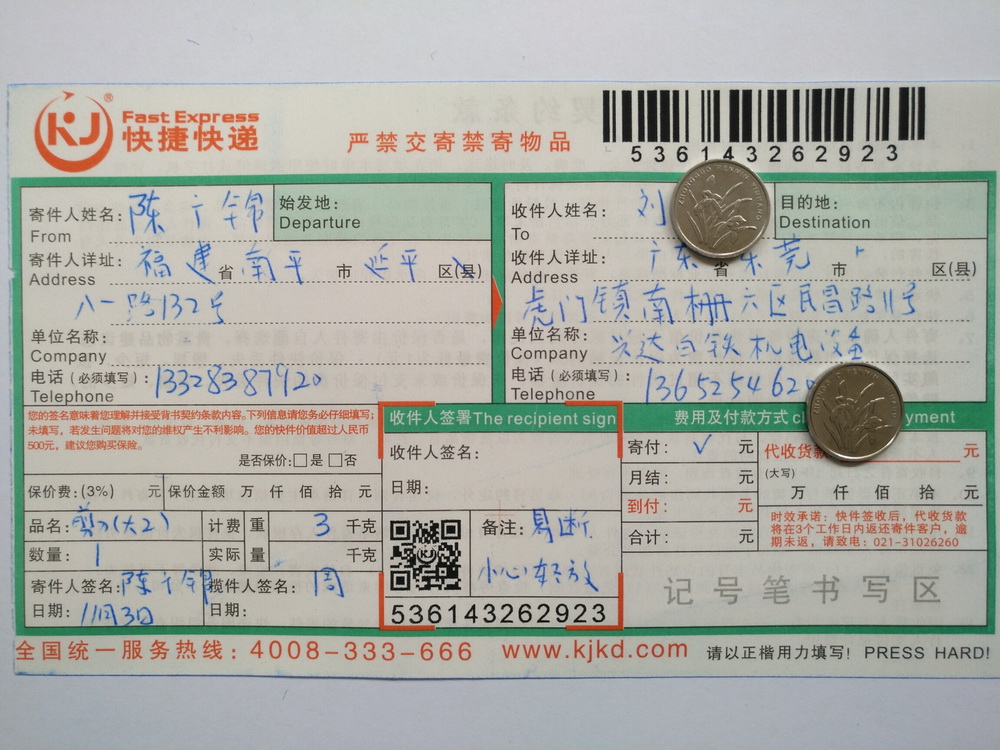 KJ ® Fast Express
快捷快递
严禁交寄禁寄物品
536143262923
寄件人姓名: 陈广锦
From
始发地:
Departure
寄件人详址: 福建省南平市延平区(县)
Address
八一路132号
单位名称:
Company
电话(必须填写): 13328387920
Telephone
收件人姓名: 刘
To
目的地:
Destination
收件人详址: 广东省东莞市 区(县)
Address
虎门镇南栅六区民昌路11号
单位名称: 兴达白铁机电设备
Company
电话(必须填写): 1365254620
Telephone
您的签名意味着您理解并接受背书契约条款内容。下列信息请您务必仔细填写;
未填写,若发生问题将对您的维权产生不利影响。您的快件价值超过人民币
500元,建议您购买保险。
是否保价:□是 □否
保价费:(3%) 元 保价金额 万 仟 佰 拾 元
品名: 剪刀(大2)
数量: 1
计费重 3 千克
实际量 千克
寄件人签名: 陈广锦
日期: 11月3日
揽件人签名: 周
日期:
收件人签署The recipient sign
收件人签名:
日期:
KJ
备注: 易断
小心轻放
536143262923
费用及付款方式 yment
寄付: ✓ 元
月结: 元
到付: 元
合计: 元
代收货 元
(大写)
万 仟 佰 拾 元
时效承诺:快件签收后,代收货款
将在3个工作日内返还寄件客户,逾
期未返,请致电:021-31026260
记号笔书写区
全国统一服务热线:4008-333-666 www.kjkd.com 请以正楷用力填写! PRESS HARD!